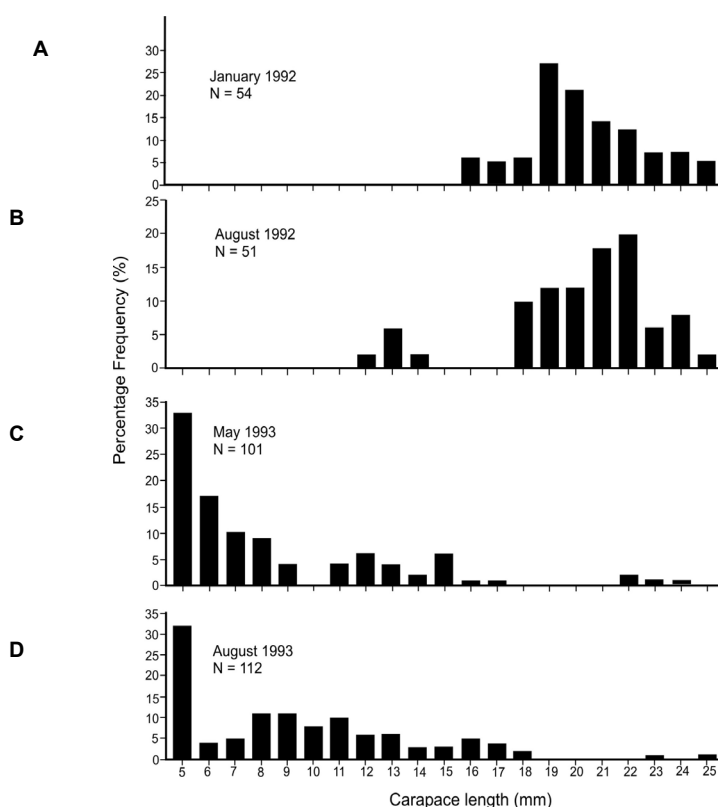 A
30
25
20
15
10
5
0
January 1992
N = 54
B
25
20
15
10
5
0
August 1992
N = 51
Percentage Frequency (%)
C
35
30
25
20
15
10
5
0
May 1993
N = 101
D
35
30
25
20
15
10
5
0
August 1993
N = 112
5 6 7 8 9 10 11 12 13 14 15 16 17 18 19 20 21 22 23 24 25
Carapace length (mm)